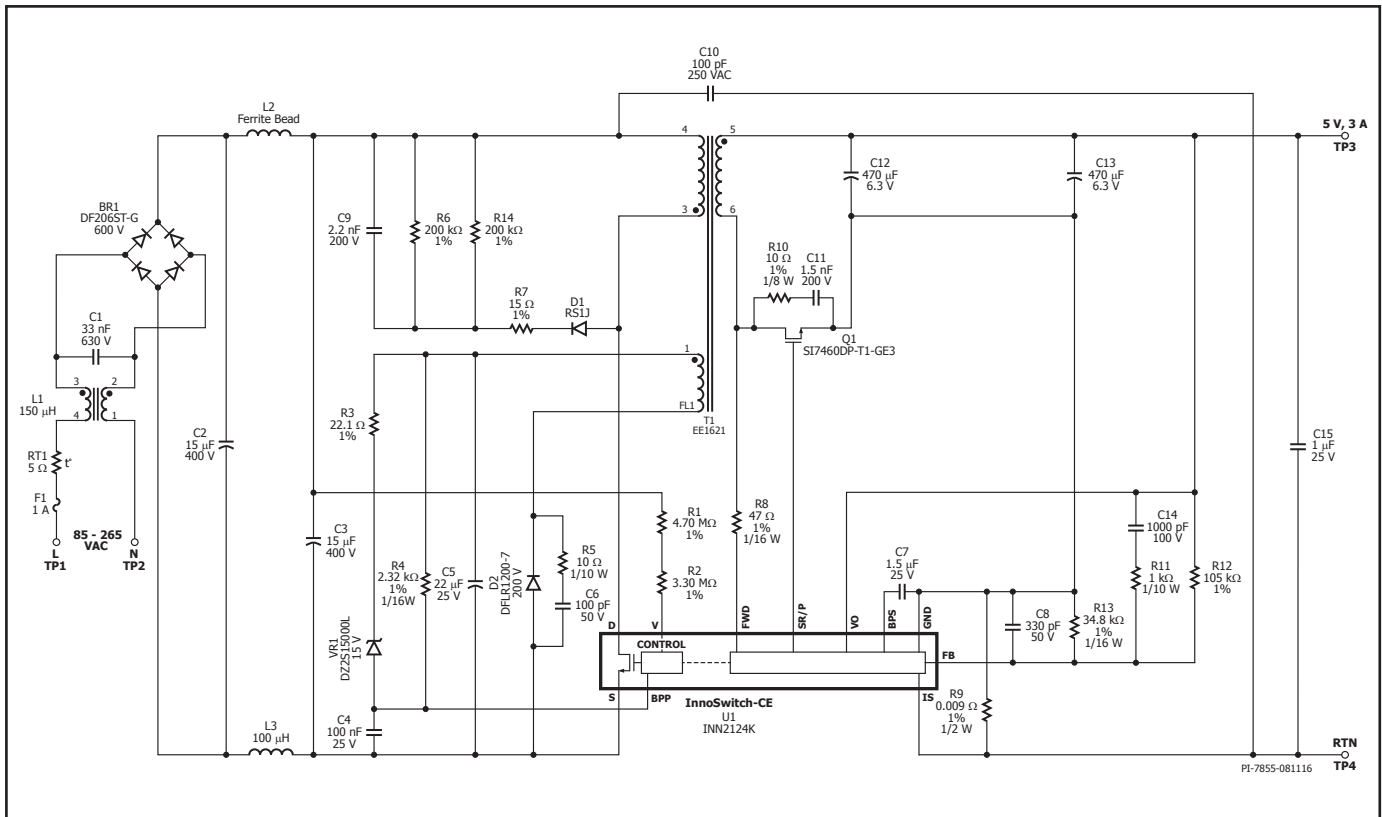 C10
100 pF
250 VAC
L2
Ferrite Bead
5 V, 3 A
TP3
4
5
C12
470 μF
6.3 V
C13
470 μF
6.3 V
BR1
DF206ST-G
600 V
C9
2.2 nF
200 V
R6
200 kΩ
1%
R14
200 kΩ
1%
3
6
R10
10 Ω
1%
1/8 W
C11
1.5 nF
200 V
R7
15 Ω
1%
D1
RS1J
C1
33 nF
630 V
Q1
SI7460DP-T1-GE3
1
3
2
L1
150 μH
4
1
R3
22.1 Ω
1%
FL1
T1
EE1621
C2
15 μF
400 V
C15
1 μF
25 V
RT1
5 Ω
t°
F1
1 A
85 - 265
VAC
L
TP1
N
TP2
C3
15 μF
400 V
R1
4.70 MΩ
1%
R8
47 Ω
1%
1/16 W
C14
1000 pF
100 V
R4
2.32 kΩ
1%
1/16W
C5
22 μF
25 V
D2
DFLR1200-7
200 V
R5
10 Ω
1/10 W
C6
100 pF
50 V
R2
3.30 MΩ
1%
C7
1.5 μF
25 V
R11
1 kΩ
1/10 W
R12
105 kΩ
1%
C8
330 pF
50 V
R13
34.8 kΩ
1%
1/16 W
D
V
FWD
SR/P
VO
BPS
GND
VR1
DZ2S15000L
15 V
CONTROL
FB
S
BPP
InnoSwitch-CE
U1
INN2124K
IS
R9
0.009 Ω
1%
1/2 W
L3
100 μH
C4
100 nF
25 V
RTN
TP4
PI-7855-081116